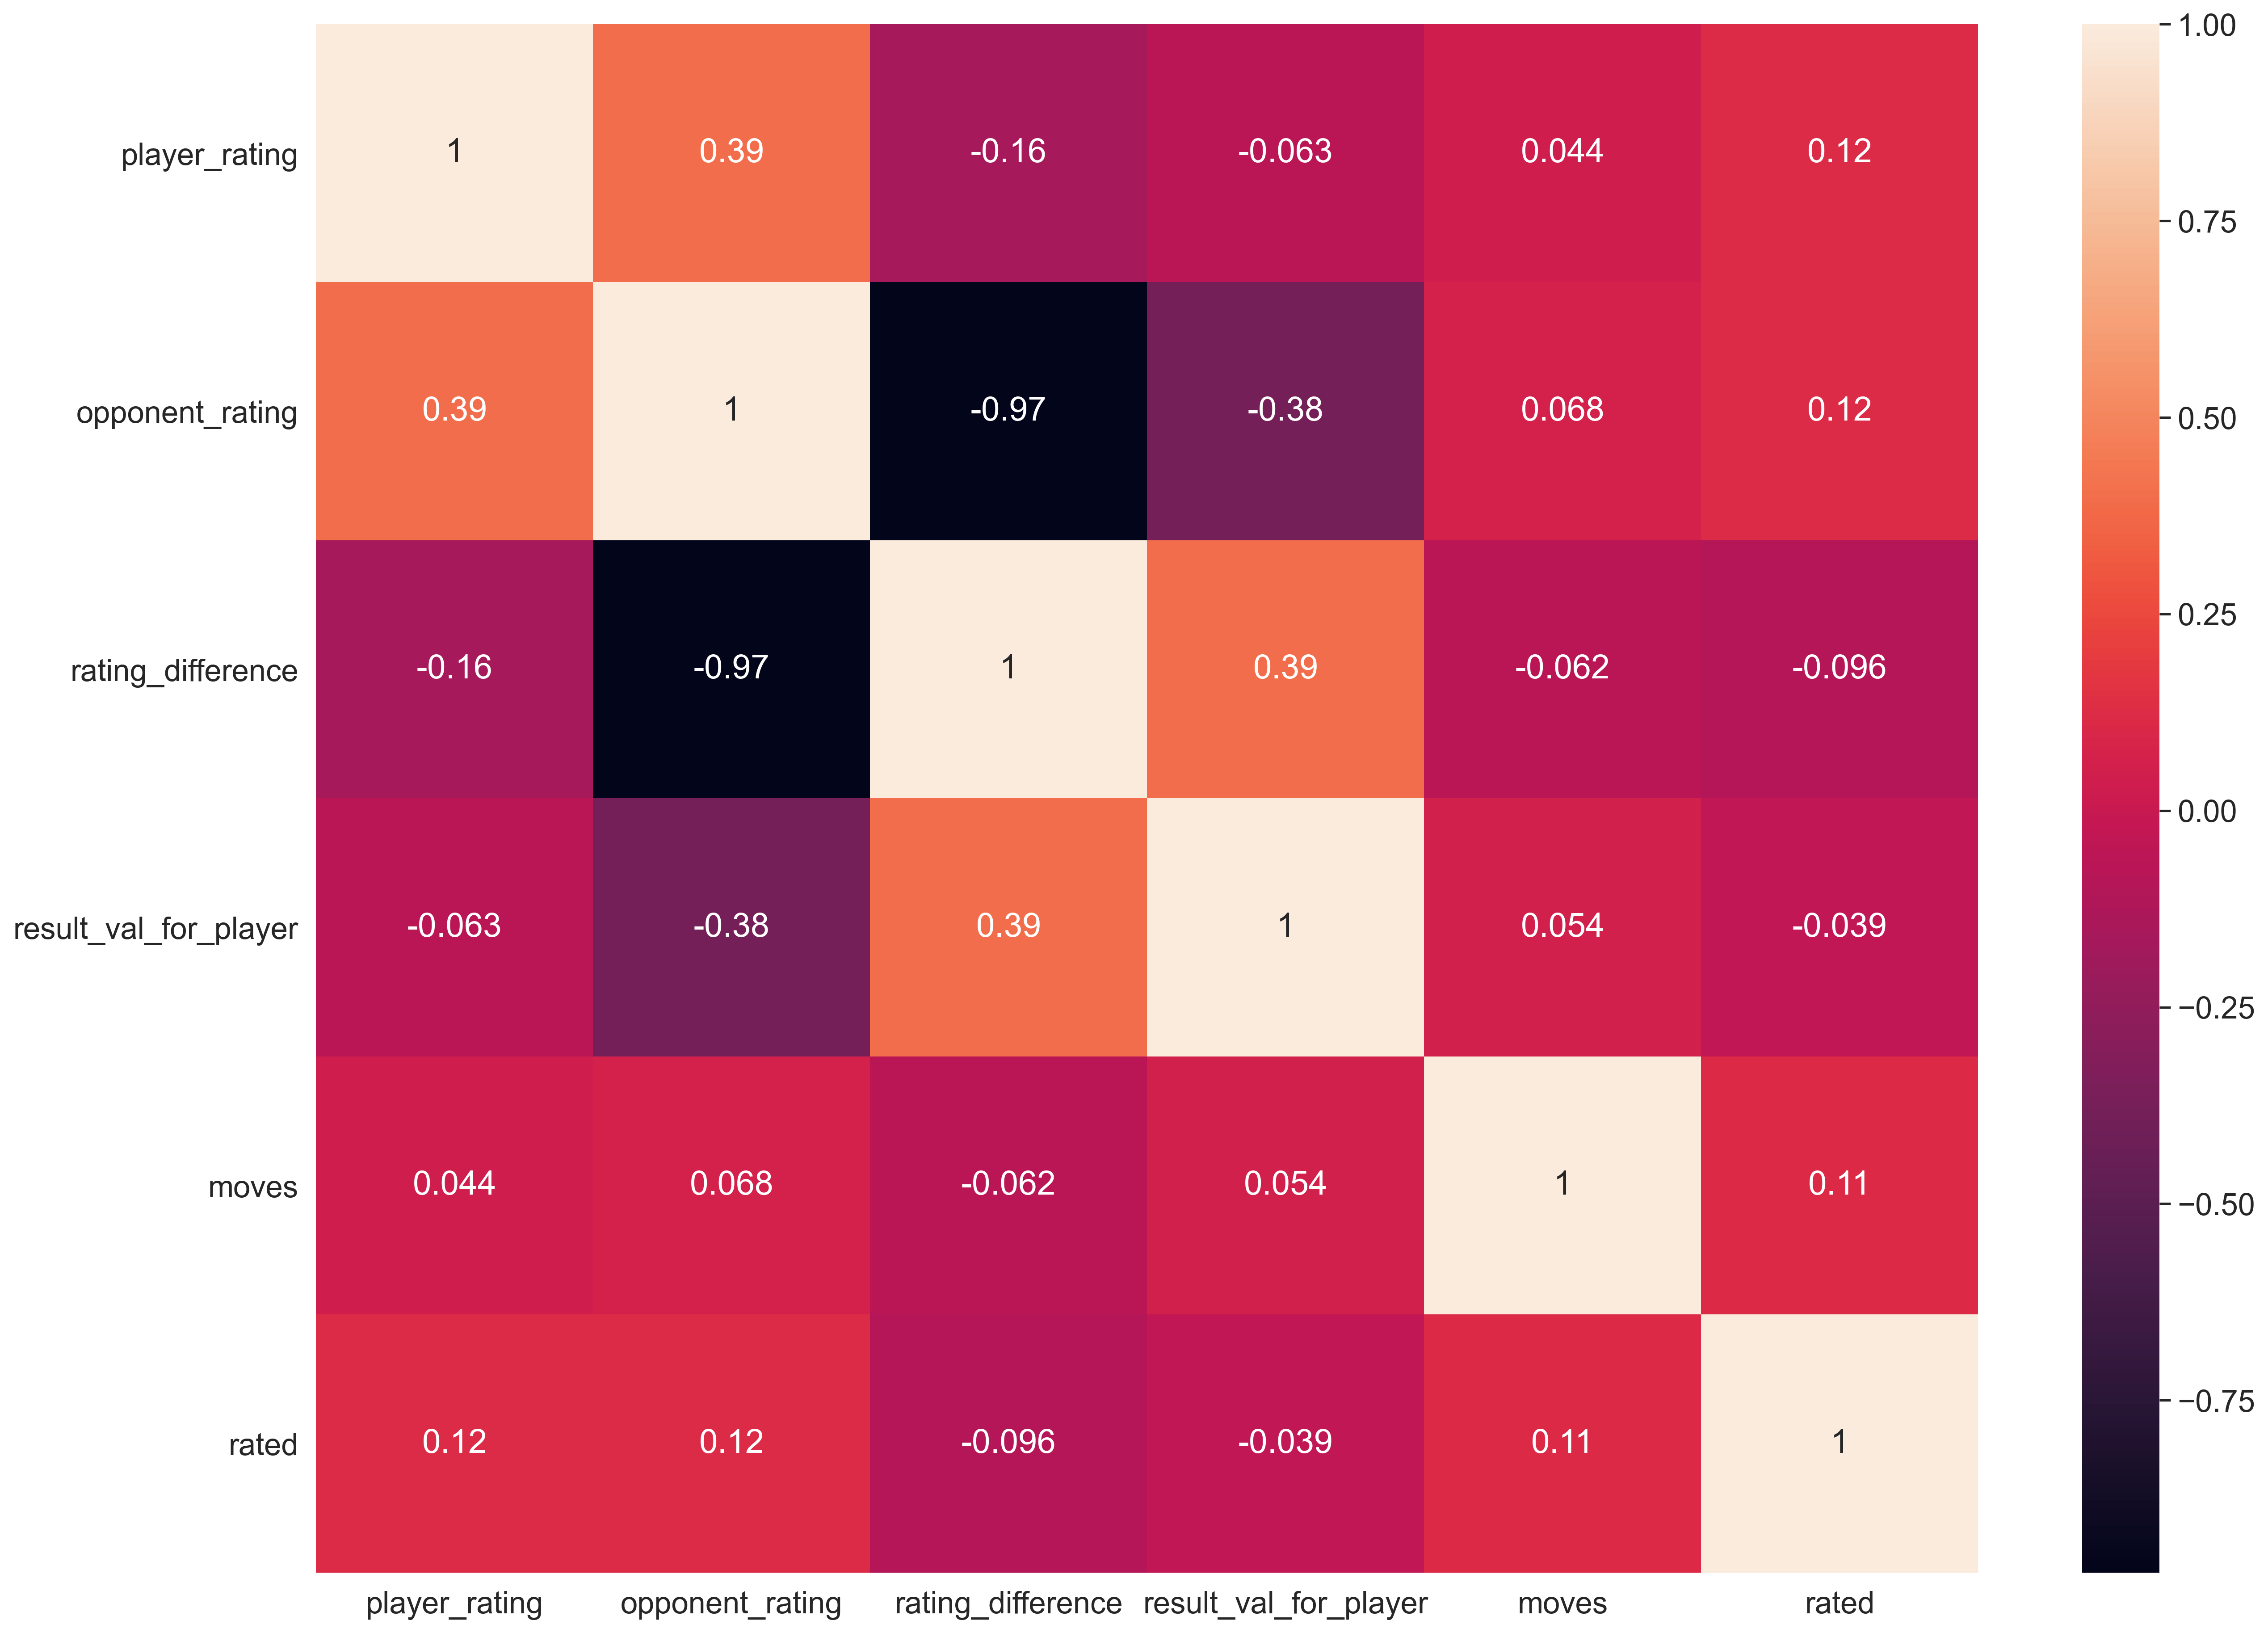 player_rating 1 0.39 -0.16 -0.063 0.044 0.12
opponent_rating 0.39 1 -0.97 -0.38 0.068 0.12
rating_difference -0.16 -0.97 1 0.39 -0.062 -0.096
result_val_for_player -0.063 -0.38 0.39 1 0.054 -0.039
moves 0.044 0.068 -0.062 0.054 1 0.11
rated 0.12 0.12 -0.096 -0.039 0.11 1
player_rating opponent_rating rating_difference result_val_for_player moves rated
1.00
0.75
0.50
0.25
0.00
−0.25
−0.50
−0.75